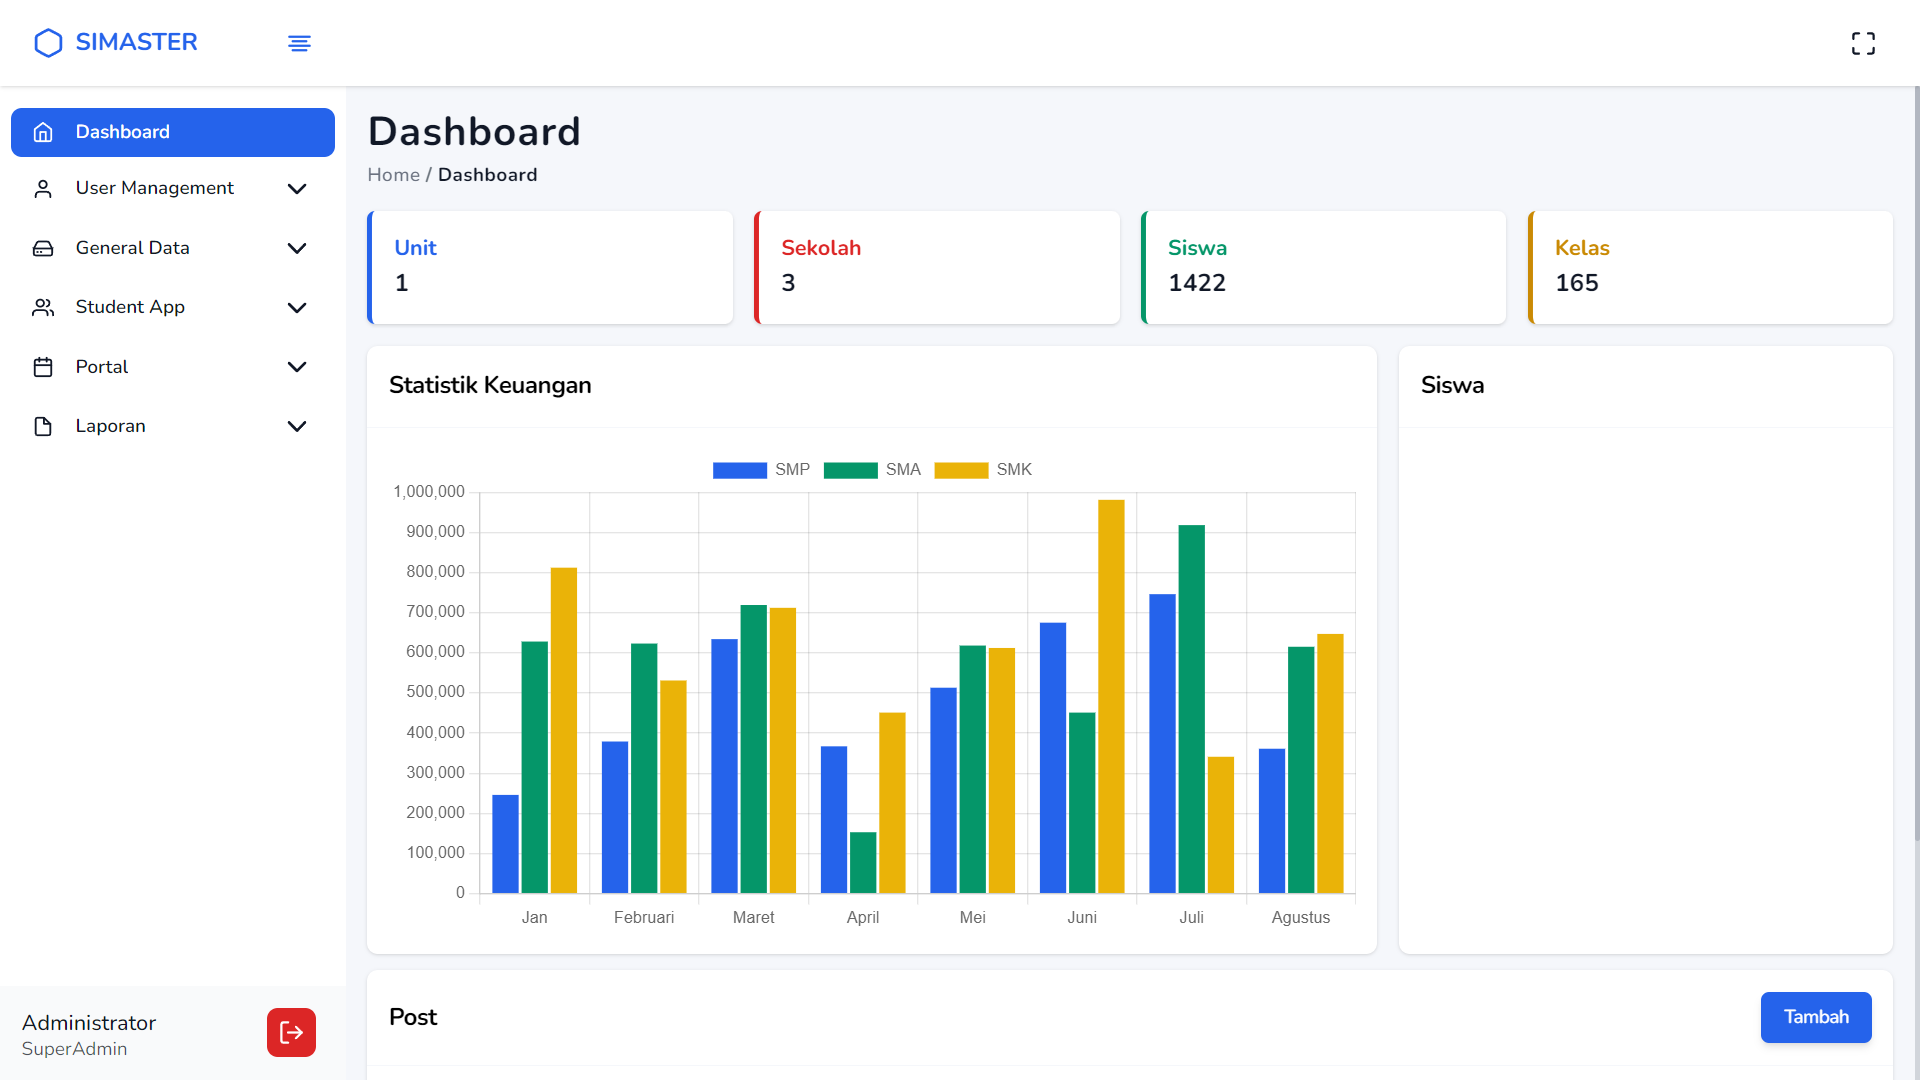 SIMASTER
Dashboard
User Management
General Data
Student App
Portal
Laporan
Administrator
SuperAdmin
Dashboard
Home / Dashboard
Unit
1
Sekolah
3
Siswa
1422
Kelas
165
Statistik Keuangan
SMP SMA SMK
1,000,000
900,000
800,000
700,000
600,000
500,000
400,000
300,000
200,000
100,000
0
Jan Februari Maret April Mei Juni Juli Agustus
Siswa
Post
Tambah